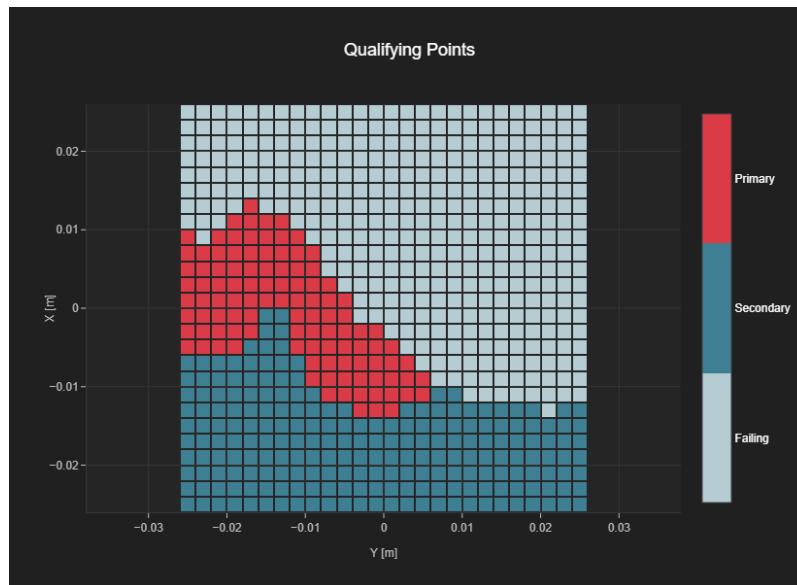 Qualifying Points
0.02
0.01
0
−0.01
−0.02
X [m]
−0.03
−0.02
−0.01
0
0.01
0.02
0.03
Y [m]
Primary
Secondary
Failing